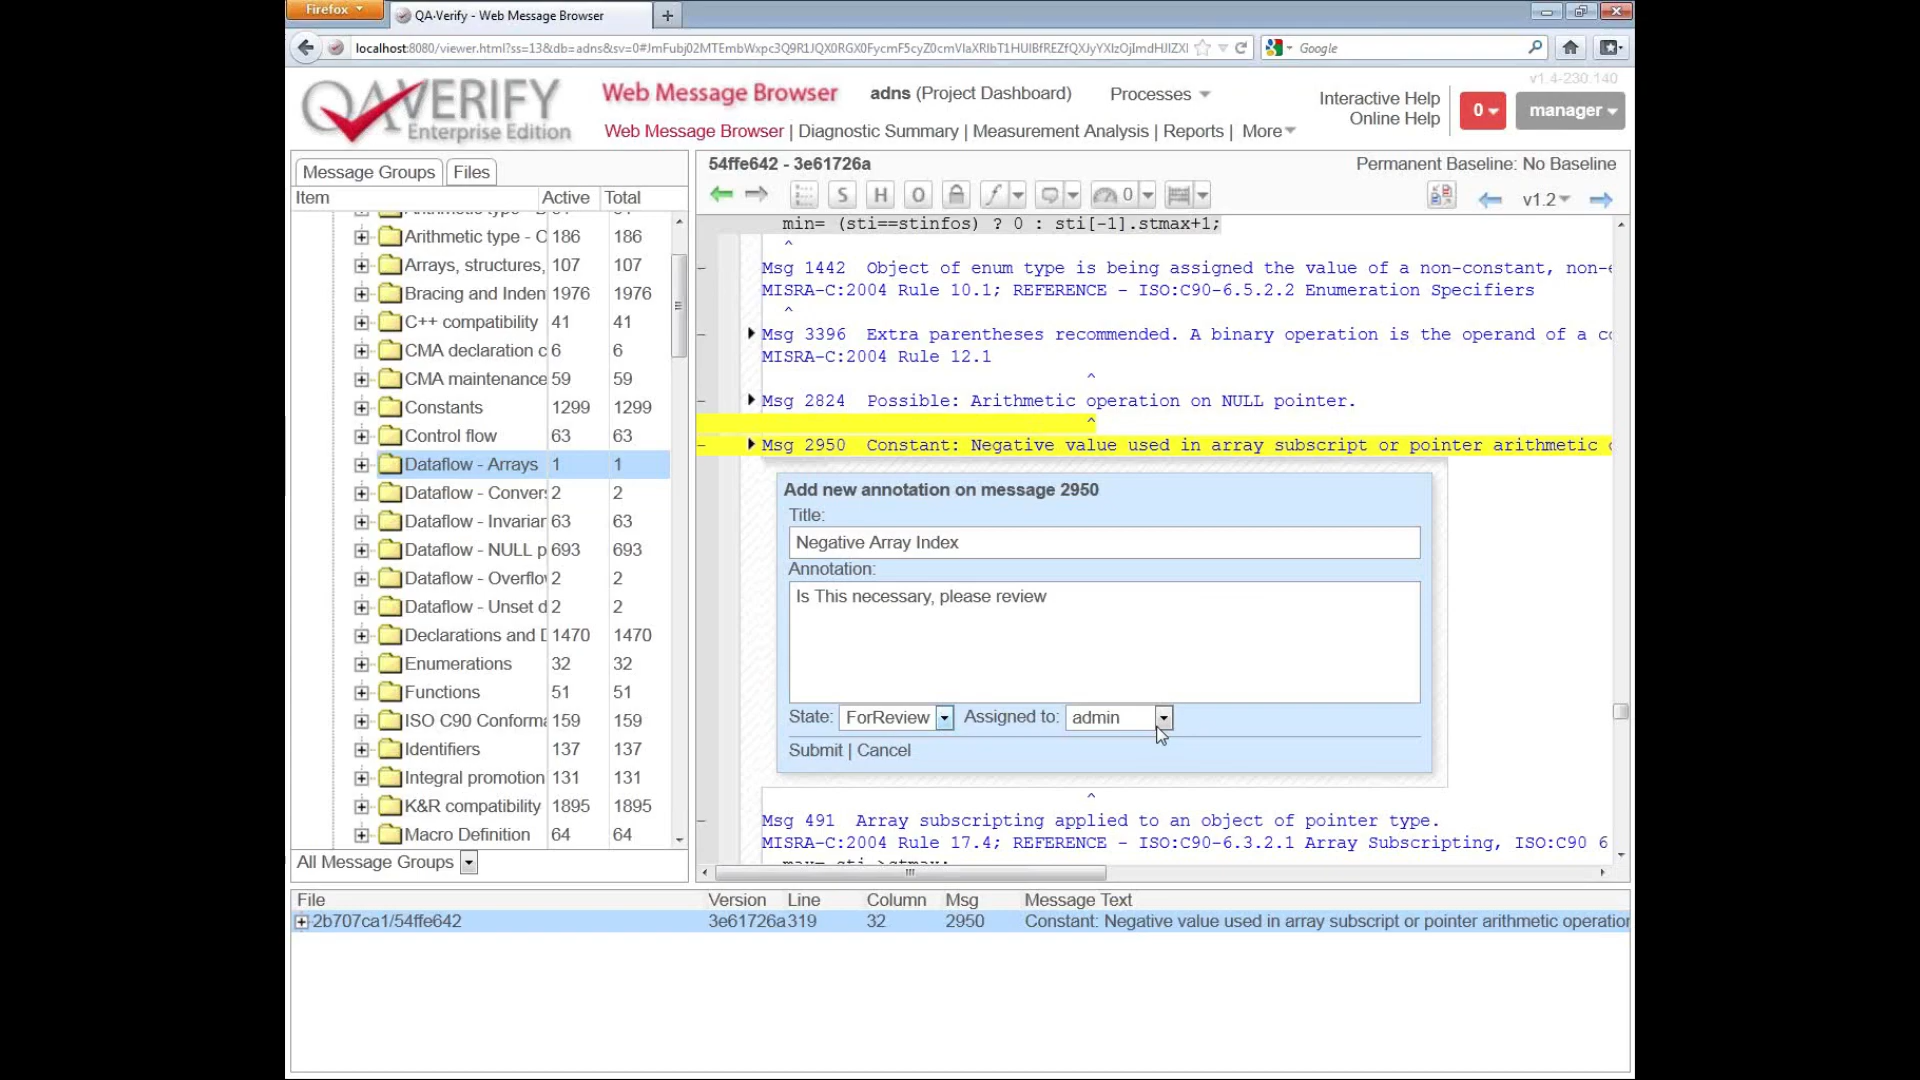 Firefox
QA·Verify - Web Message Browser
localhost:8080/viewer.html?ss=13&db=adns&sv=0#
Google
QA VERIFY
Enterprise Edition
Web Message Browser
adns (Project Dashboard)
Processes
v1.4-230.140
Interactive Help
Online Help
0
manager
Web Message Browser | Diagnostic Summary | Measurement Analysis | Reports | More
Message Groups
Files
Item Active Total
Arithmetic type - C 186 186
Arrays, structures, 107 107
Bracing and Inden 1976 1976
C++ compatibility 41 41
CMA declaration c 6 6
CMA maintenance 59 59
Constants 1299 1299
Control flow 63 63
Dataflow - Arrays 1 1
Dataflow - Conver 2 2
Dataflow - Invariar 63 63
Dataflow - NULL p 693 693
Dataflow - Overflo 2 2
Dataflow - Unset d 2 2
Declarations and 1470 1470
Enumerations 32 32
Functions 51 51
ISO C90 Conforma 159 159
Identifiers 137 137
Integral promotion 131 131
K&R compatibility 1895 1895
Macro Definition 64 64
All Message Groups
54ffe642 - 3e61726a
Permanent Baseline: No Baseline
S H O f 0
v1.2
min= (sti==stinfos) ? 0 : sti[-1].stmax+1;
^
Msg 1442 Object of enum type is being assigned the value of a non-constant, non-e
MISRA-C:2004 Rule 10.1; REFERENCE - ISO:C90-6.5.2.2 Enumeration Specifiers
^
Msg 3396 Extra parentheses recommended. A binary operation is the operand of a co
MISRA-C:2004 Rule 12.1
^
Msg 2824 Possible: Arithmetic operation on NULL pointer.
^
Msg 2950 Constant: Negative value used in array subscript or pointer arithmetic
Add new annotation on message 2950
Title:
Negative Array Index
Annotation:
Is This necessary, please review
State: ForReview Assigned to: admin
Submit | Cancel
^
Msg 491 Array subscripting applied to an object of pointer type.
MISRA-C:2004 Rule 17.4; REFERENCE - ISO:C90-6.3.2.1 Array Subscripting, ISO:C90 6
File Version Line Column Msg Message Text
2b707ca1/54ffe642 3e61726a 319 32 2950 Constant: Negative value used in array subscript or pointer arithmetic operation